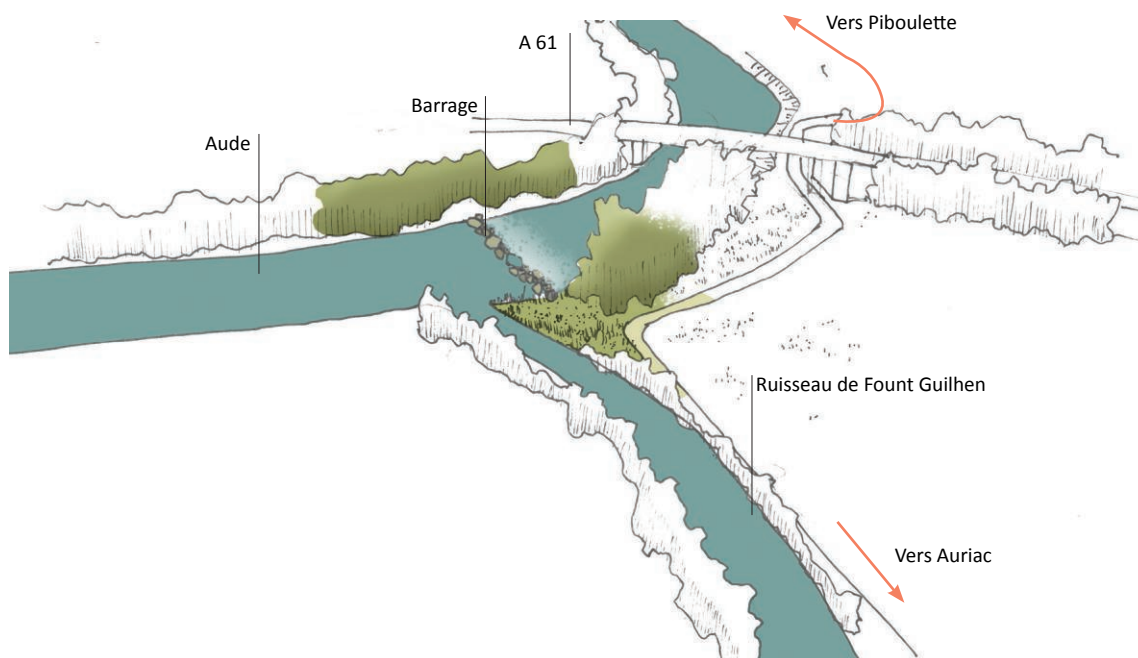 Vers Piboulette
A 61
Barrage
Aude
Ruisseau de Fount Guilhen
Vers Auriac